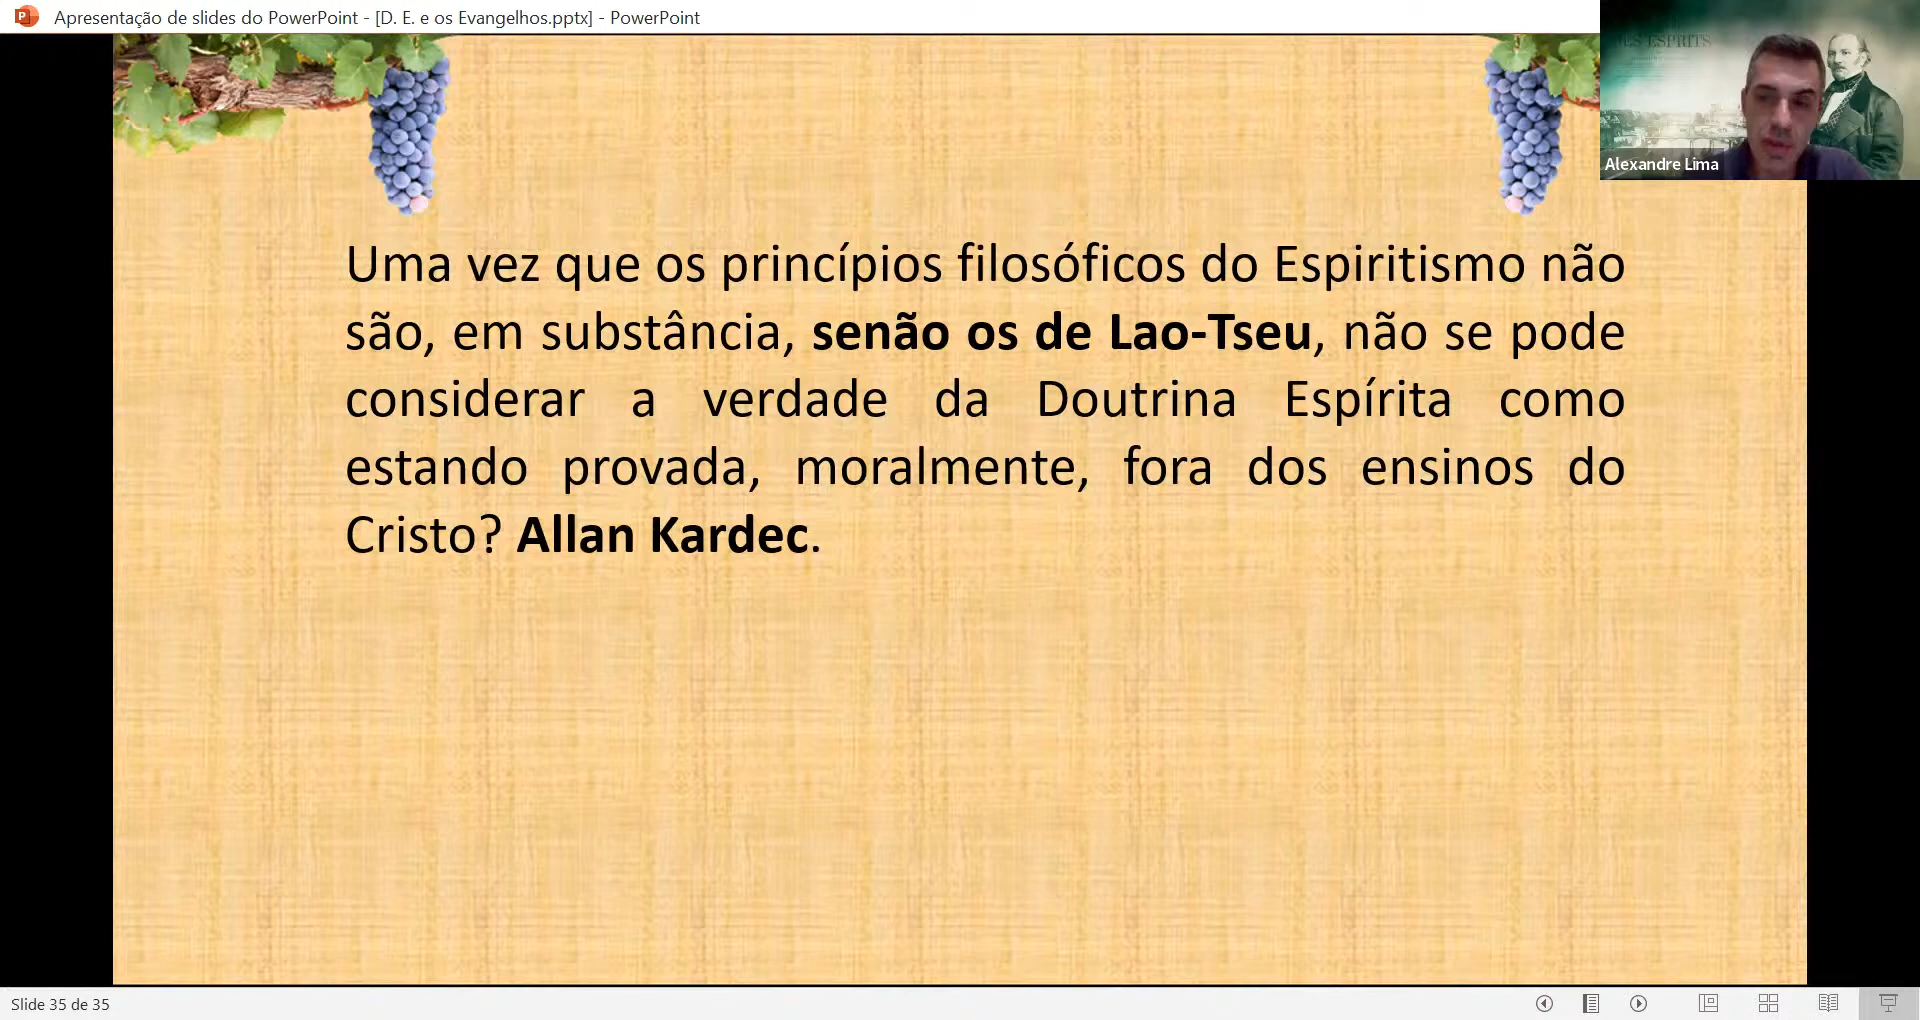 Apresentação de slides do PowerPoint - [D. E. e os Evangelhos.pptx] - PowerPoint
ESPRITS
Alexandre Lima
Uma vez que os princípios filosóficos do Espiritismo não
são, em substância, senão os de Lao-Tseu, não se pode
considerar a verdade da Doutrina Espírita como
estando provada, moralmente, fora dos ensinos do
Cristo? Allan Kardec.
Slide 35 de 35